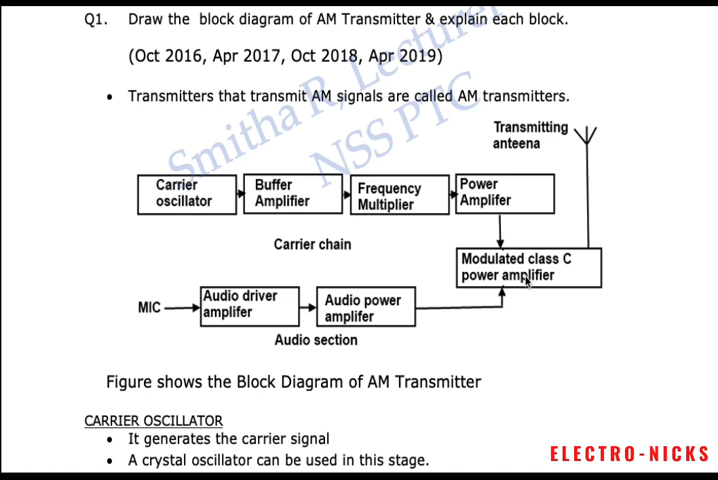 Q1. Draw the block diagram of AM Transmitter & explain each block.
(Oct 2016, Apr 2017, Oct 2018, Apr 2019)
Smitha R, Lecturer
NSS PTC
• Transmitters that transmit AM signals are called AM transmitters.
Transmitting
anteena
Carrier
oscillator
Buffer
Amplifier
Frequency
Multiplier
Power
Amplifer
Carrier chain
Modulated class C
power amplifier
MIC
Audio driver
amplifer
Audio power
amplifer
Audio section
Figure shows the Block Diagram of AM Transmitter
CARRIER OSCILLATOR
• It generates the carrier signal
• A crystal oscillator can be used in this stage.
ELECTRO-NICKS